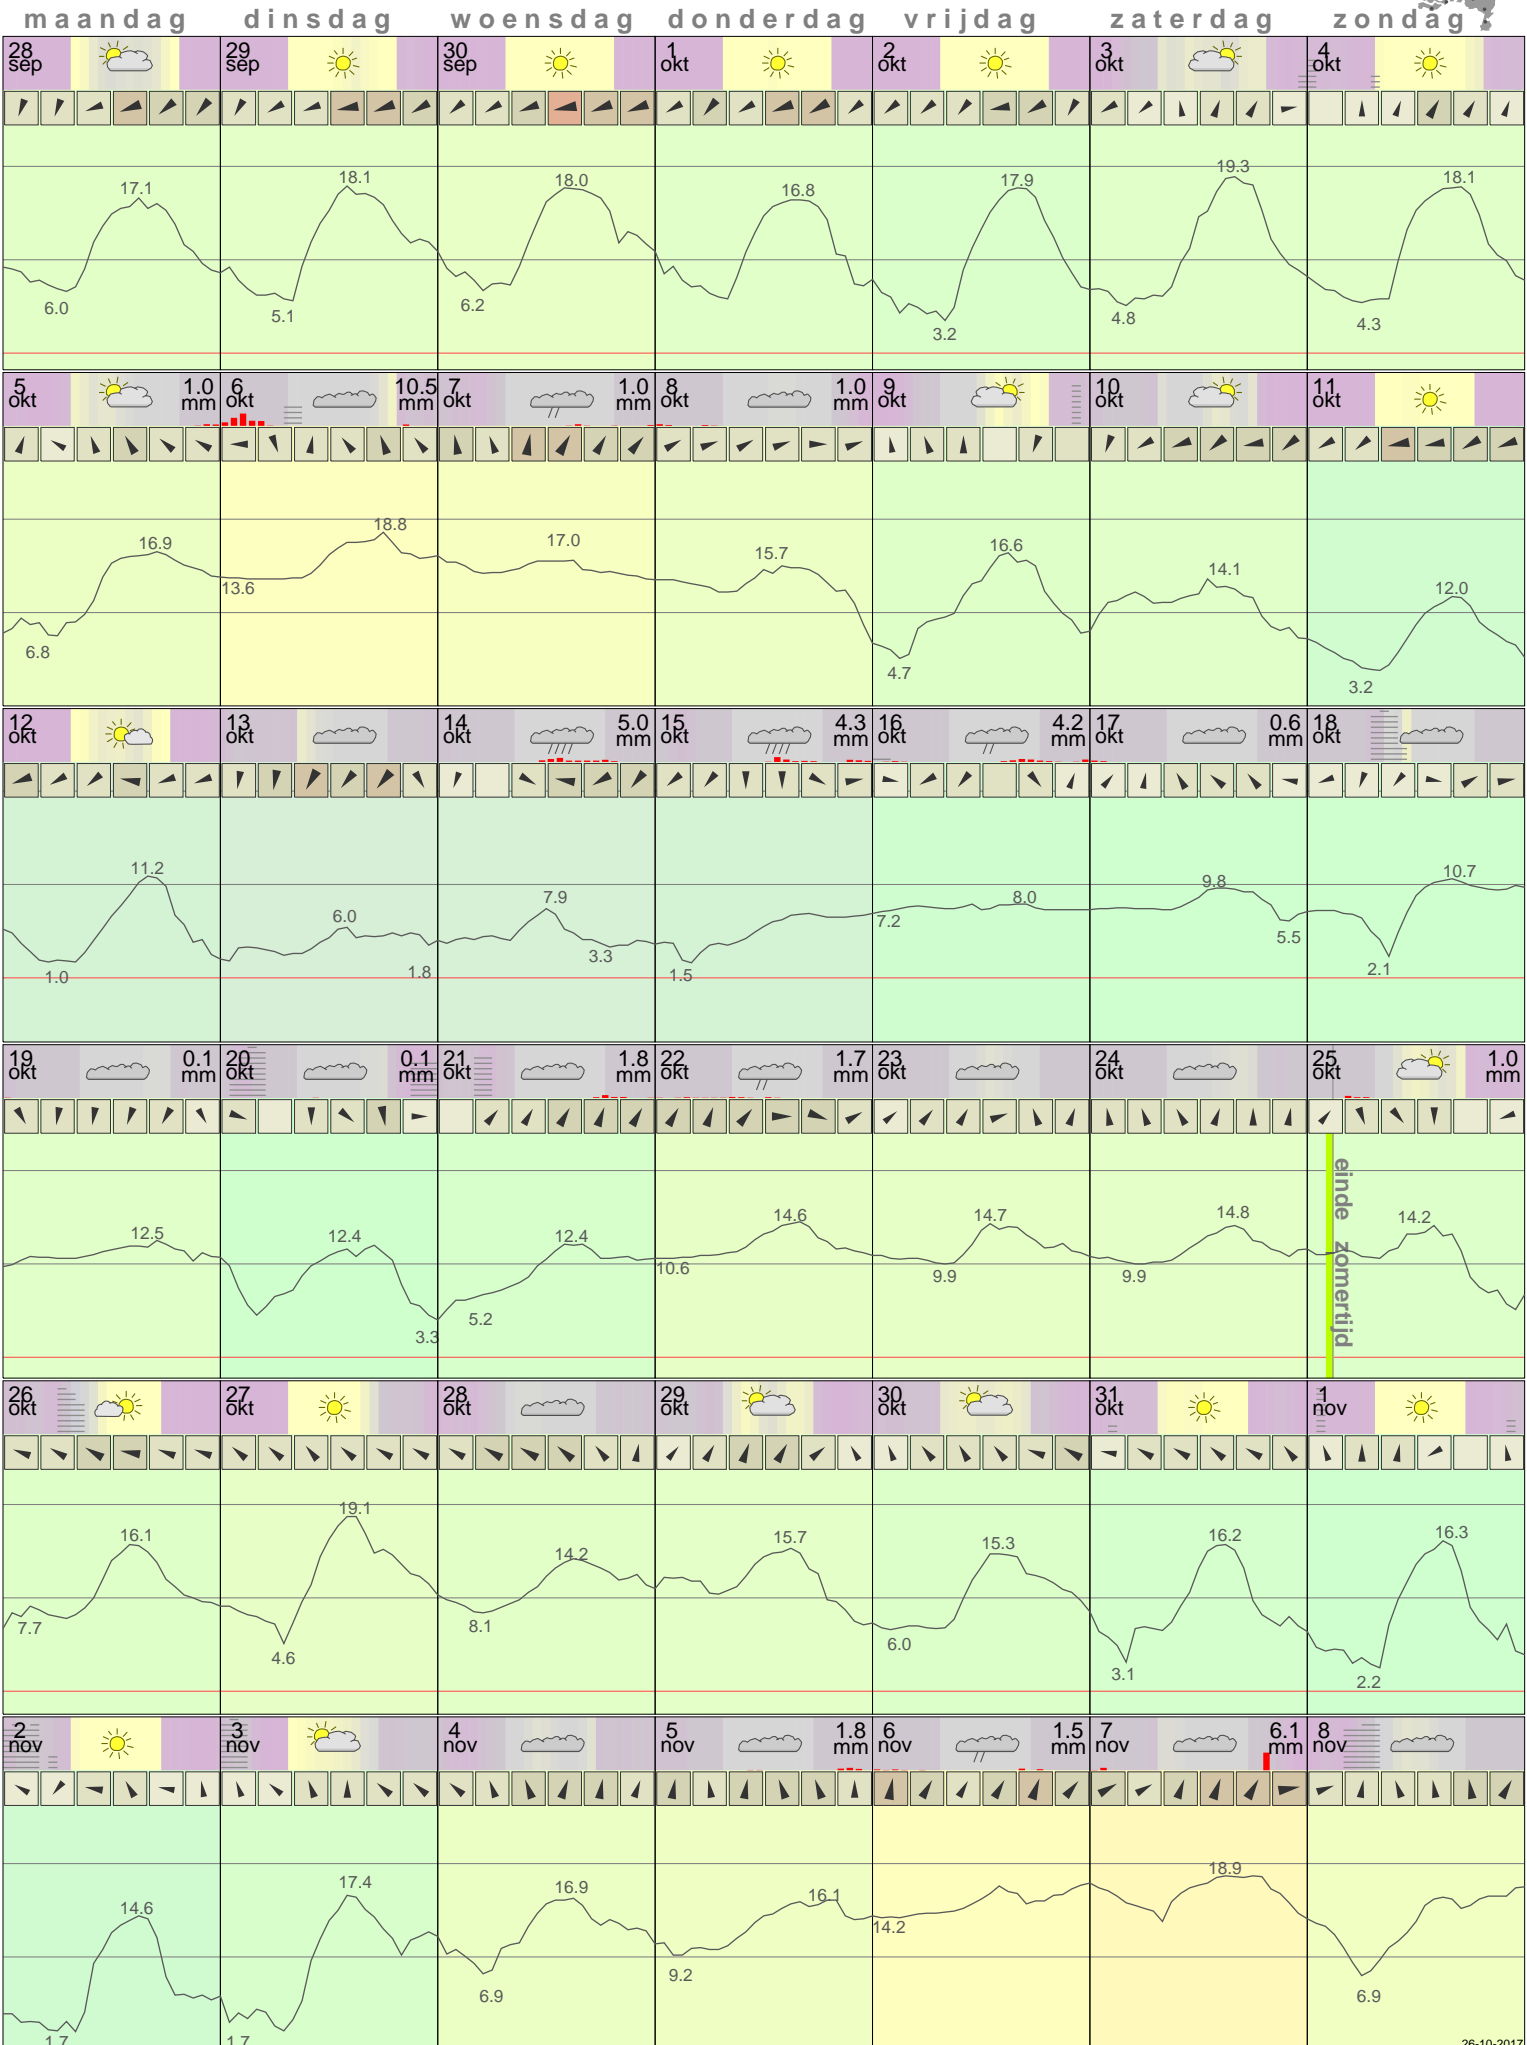 maandag dinsdag woensdag donderdag vrijdag zaterdag zondag
28 29 30 1 2 3 4
sep sep sep okt okt okt okt
17.1 18.1 18.0 16.8 17.9 19.3 18.1
6.0 5.1 6.2 3.2 4.8 4.3
5 1.0 6 10.5 7 1.0 8 1.0 9 10 11
okt mm okt mm okt mm okt mm okt okt okt
16.9 18.8 17.0 15.7 16.6 14.1 12.0
6.8 13.6 4.7 3.2
12 13 14 5.0 15 4.3 16 4.2 17 0.6 18
okt okt okt mm okt mm okt mm okt mm okt
11.2 6.0 7.9 8.0 9.8 10.7
1.0 1.8 3.3 1.5 7.2 5.5 2.1
19 0.1 20 0.1 21 1.8 22 1.7 23 24 25 1.0
okt mm okt mm okt mm okt mm okt okt okt mm
12.5 12.4 12.4 14.6 14.7 14.8 14.2
3.3 5.2 10.6 9.9 9.9
einde zomertijd
26 27 28 29 30 31 1
okt okt okt okt okt okt nov
16.1 19.1 14.2 15.7 15.3 16.2 16.3
7.7 4.6 8.1 6.0 3.1 2.2
2 3 4 5 1.8 6 1.5 7 6.1 8
nov nov nov nov mm nov mm nov mm nov
14.6 17.4 16.9 16.1 18.9
1.7 1.7 6.9 9.2 14.2 6.9
26-10-2017